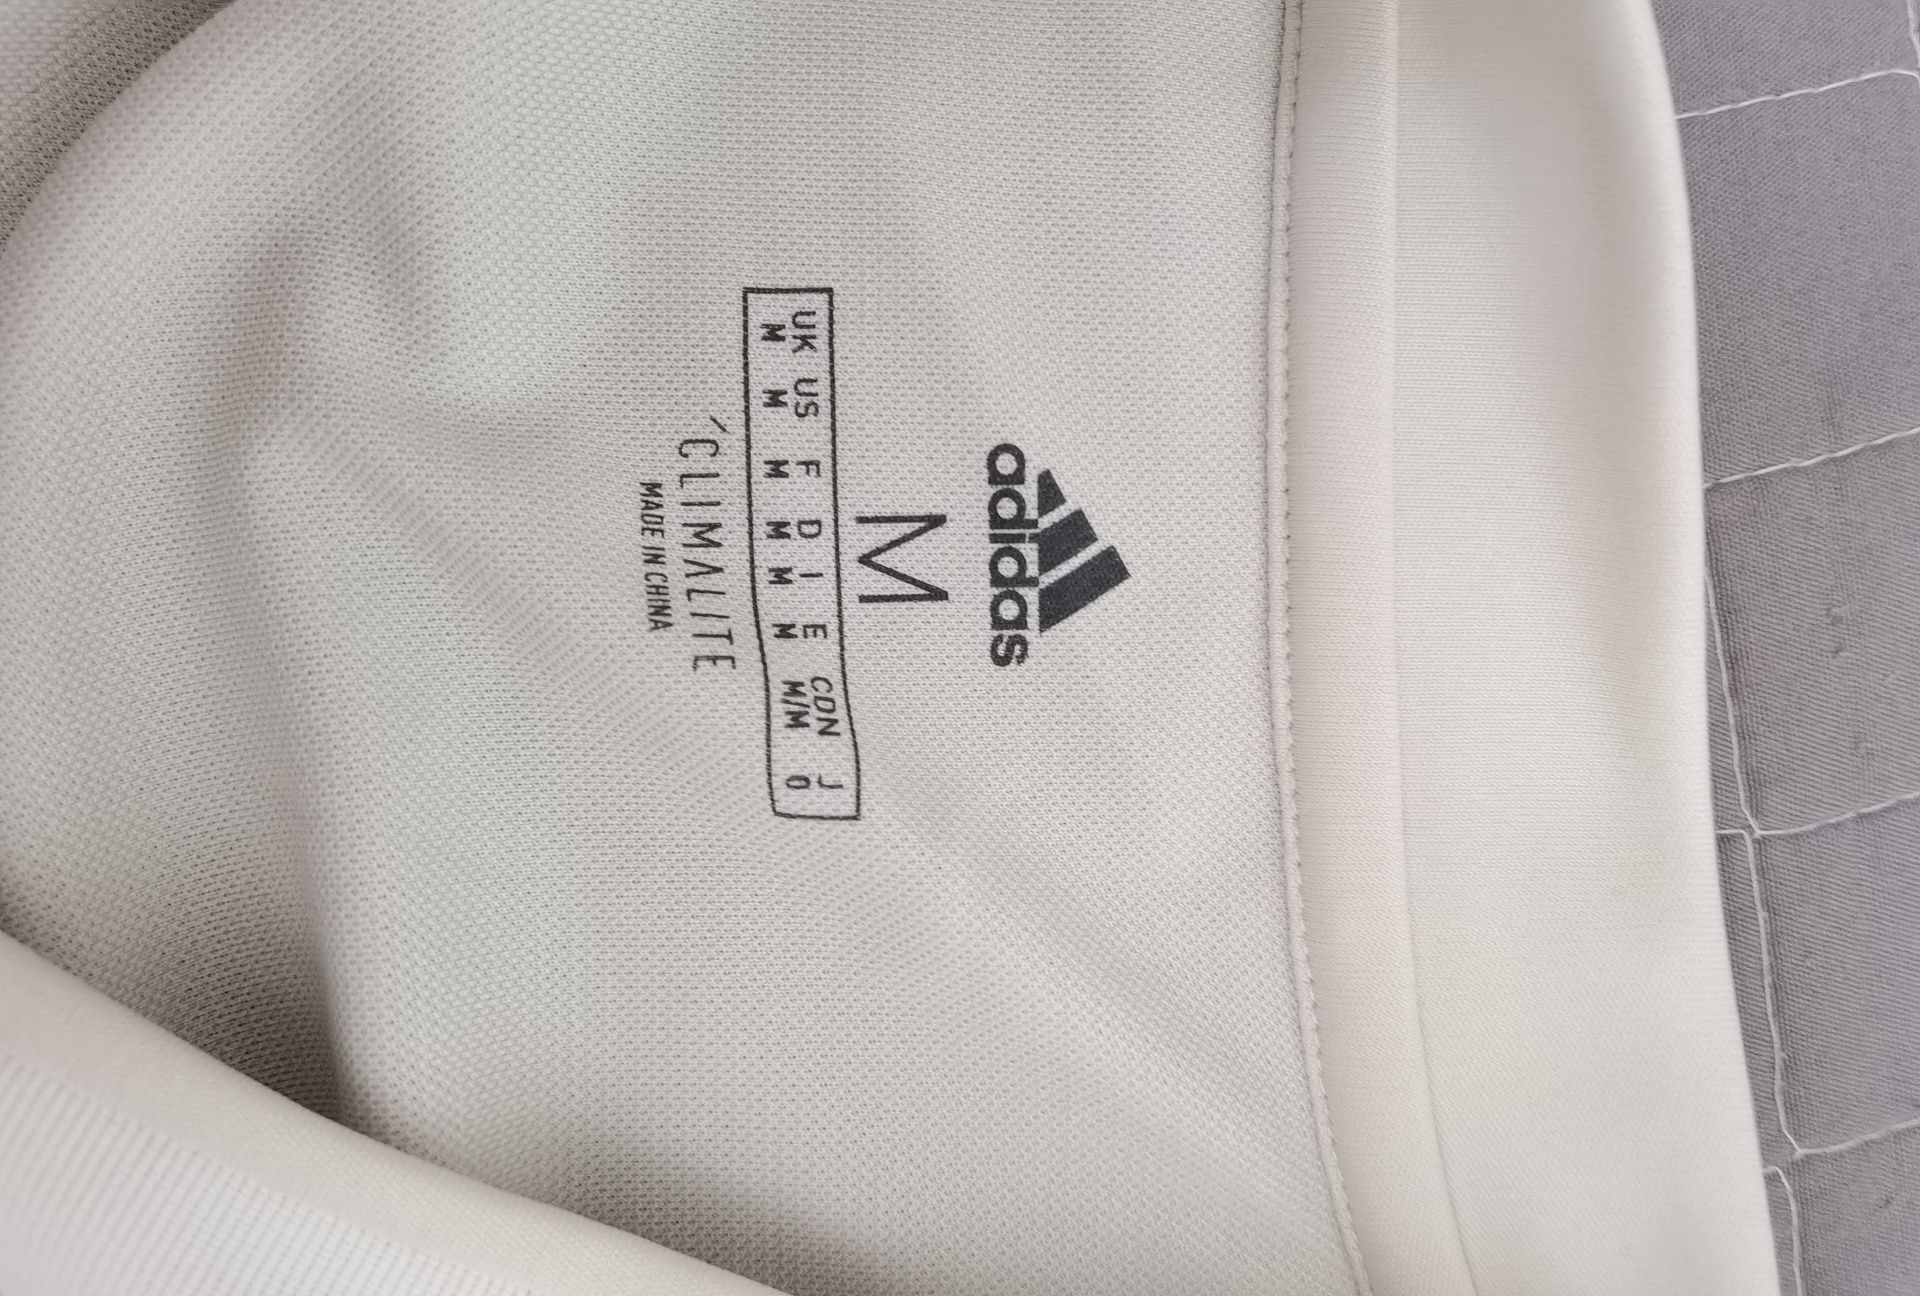 adidas
M
UK US F D I E CDN J
M M M M M M M/M O
CLIMALITE
MADE IN CHINA